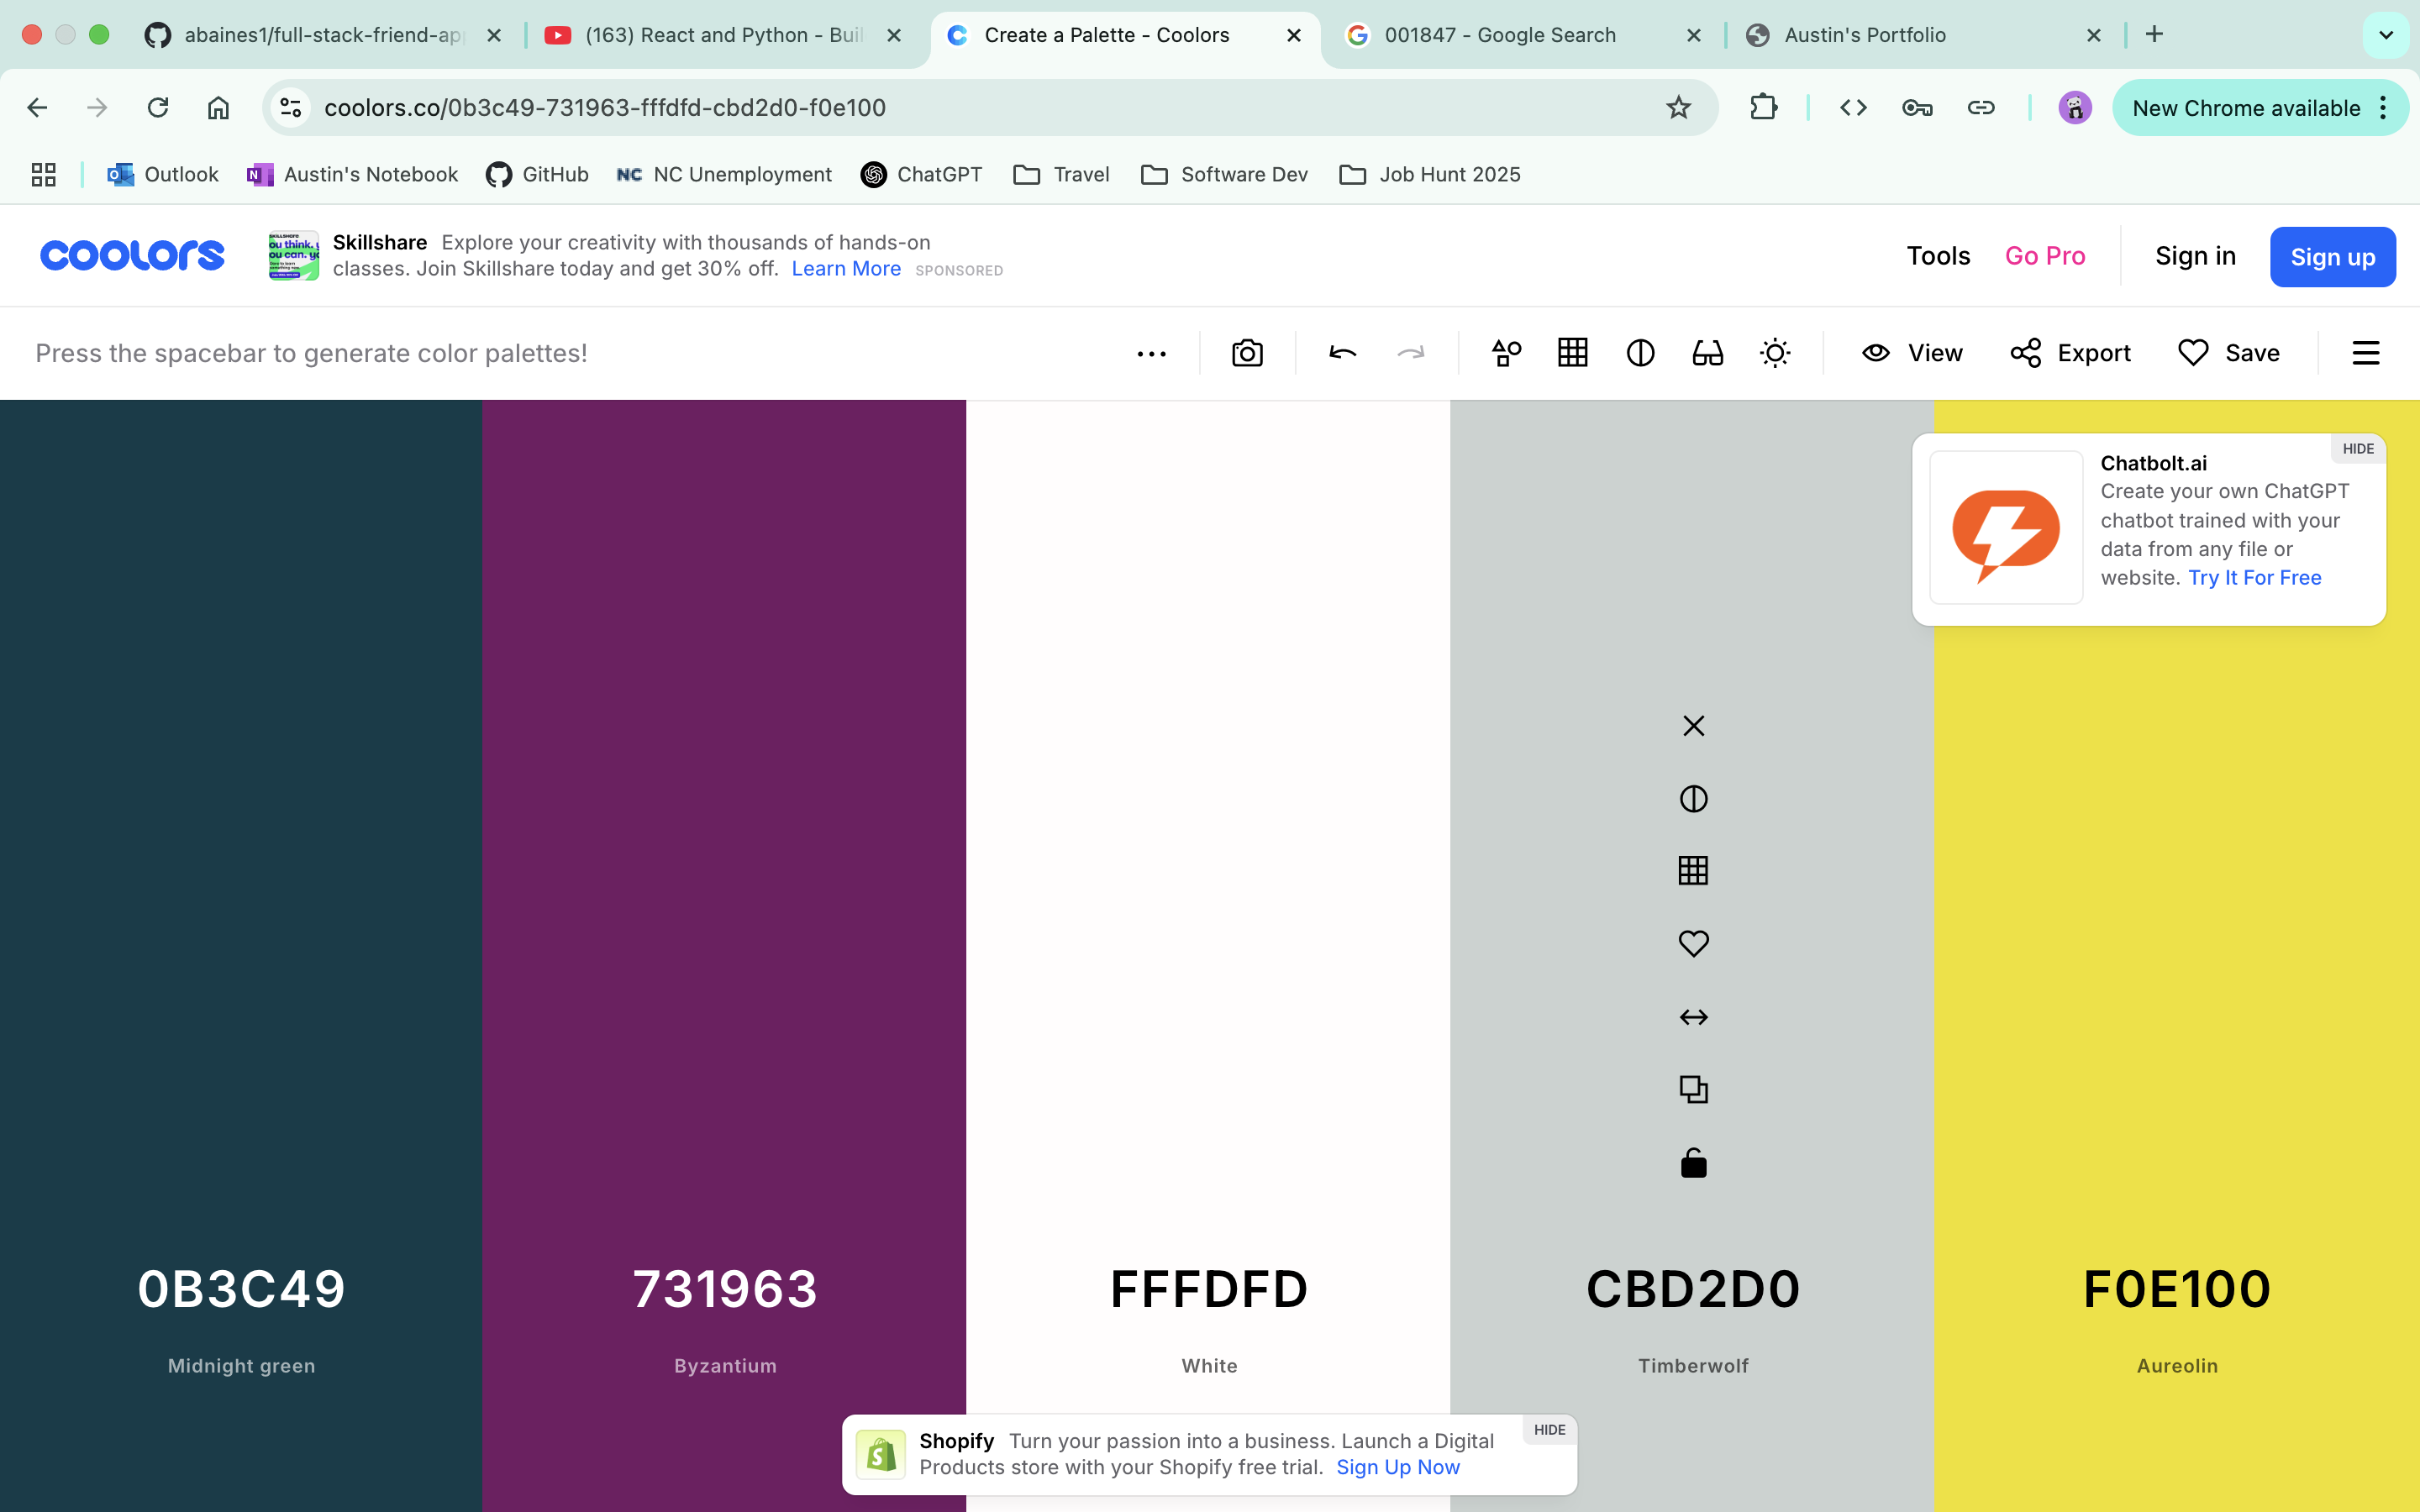 abaines1/full-stack-friend-app
(163) React and Python - Buil
Create a Palette - Coolors
001847 - Google Search
Austin's Portfolio
coolors.co/0b3c49-731963-fffdfd-cbd2d0-f0e100
New Chrome available
Outlook
Austin's Notebook
GitHub
NC NC Unemployment
ChatGPT
Travel
Software Dev
Job Hunt 2025
coolors
Skillshare Explore your creativity with thousands of hands-on
classes. Join Skillshare today and get 30% off. Learn More SPONSORED
Tools
Go Pro
Sign in
Sign up
Press the spacebar to generate color palettes!
View
Export
Save
HIDE
Chatbolt.ai
Create your own ChatGPT
chatbot trained with your
data from any file or
website. Try It For Free
0B3C49
731963
FFFDFD
CBD2D0
F0E100
Midnight green
Byzantium
White
Timberwolf
Aureolin
HIDE
Shopify Turn your passion into a business. Launch a Digital
Products store with your Shopify free trial. Sign Up Now